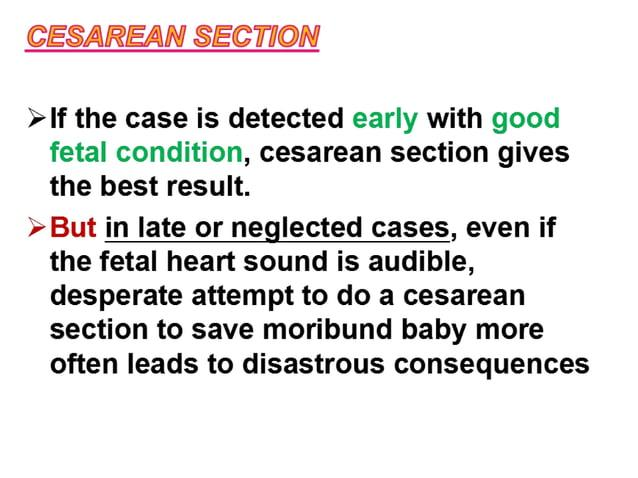 CESAREAN SECTION
➢If the case is detected early with good
fetal condition, cesarean section gives
the best result.
➢But in late or neglected cases, even if
the fetal heart sound is audible,
desperate attempt to do a cesarean
section to save moribund baby more
often leads to disastrous consequences